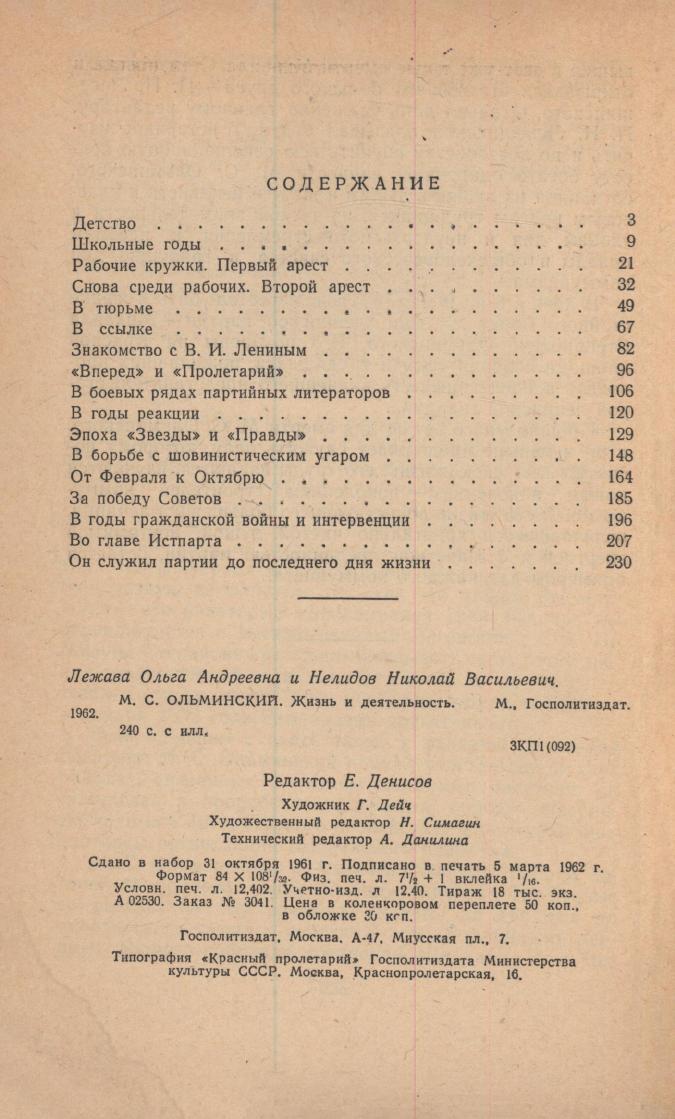 СОДЕРЖАНИЕ
Детство . . . . . . . . . . . . . . . . . . . . 3
Школьные годы . . . . . . . . . . . . . . . . . 9
Рабочие кружки. Первый арест . . . . . . . . . . . 21
Снова среди рабочих. Второй арест . . . . . . . . . 32
В тюрьме . . . . . . . . . . . . . . . . . . . 49
В ссылке . . . . . . . . . . . . . . . . . . . 67
Знакомство с В. И. Лениным . . . . . . . . . . . . 82
«Вперед» и «Пролетарий» . . . . . . . . . . . . . 96
В боевых рядах партийных литераторов . . . . . . . . 106
В годы реакции . . . . . . . . . . . . . . . . . 120
Эпоха «Звезды» и «Правды» . . . . . . . . . . . . 129
В борьбе с шовинистическим угаром . . . . . . . . . 148
От Февраля к Октябрю . . . . . . . . . . . . . . 164
За победу Советов . . . . . . . . . . . . . . . . 185
В годы гражданской войны и интервенции . . . . . . . 196
Во главе Истпарта . . . . . . . . . . . . . . . . 207
Он служил партии до последнего дня жизни . . . . . . 230
Лежава Ольга Андреевна и Нелидов Николай Васильевич.
М. С. ОЛЬМИНСКИЙ. Жизнь и деятельность. М., Госполитиздат.
1962.
240 с. с илл.
3КП1(092)
Редактор Е. Денисов
Художник Г. Дейч
Художественный редактор Н. Симагин
Технический редактор А. Данилина
Сдано в набор 31 октября 1961 г. Подписано в печать 5 марта 1962 г.
Формат 84 × 108 1/32. Физ. печ. л. 7 1/2 + 1 вклейка 1/16.
Условн. печ. л. 12,402. Учетно-изд. л 12.40. Тираж 18 тыс. экз.
А 02530. Заказ № 3041. Цена в коленкоровом переплете 50 коп.,
в обложке 30 коп.
Госполитиздат, Москва, А-47, Миусская пл., 7.
Типография «Красный пролетарий» Госполитиздата Министерства
культуры СССР. Москва, Краснопролетарская, 16.